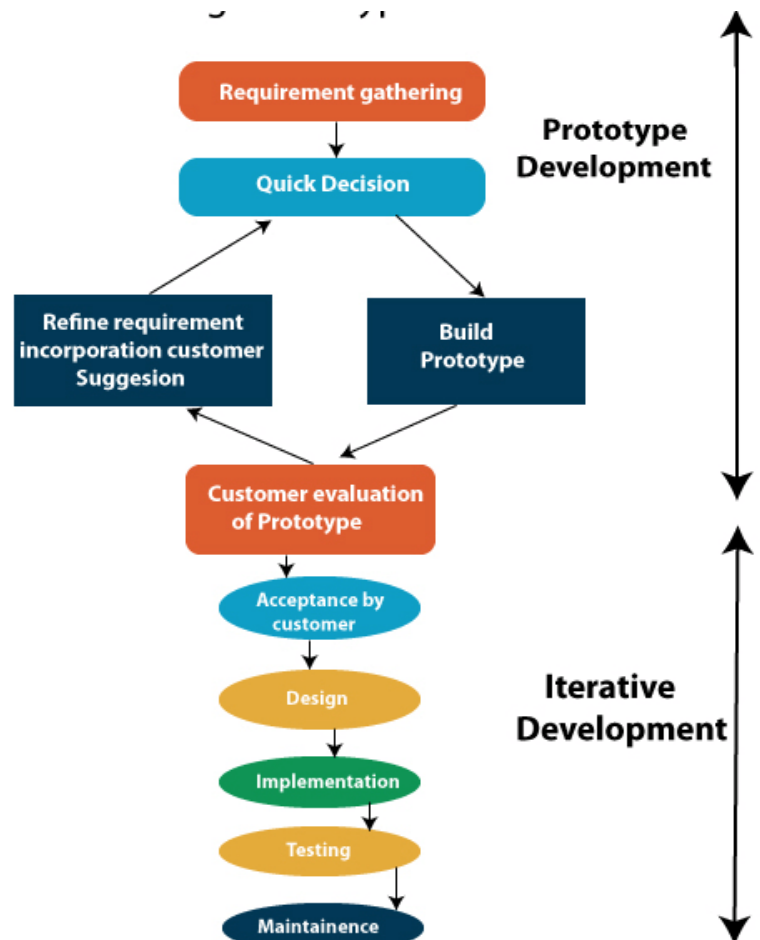 Requirement gathering
Prototype
Development
Quick Decision
Refine requirement
incorporation customer
Suggesion
Build
Prototype
Customer evaluation
of Prototype
Acceptance by
customer
Design
Iterative
Development
Implementation
Testing
Maintainence